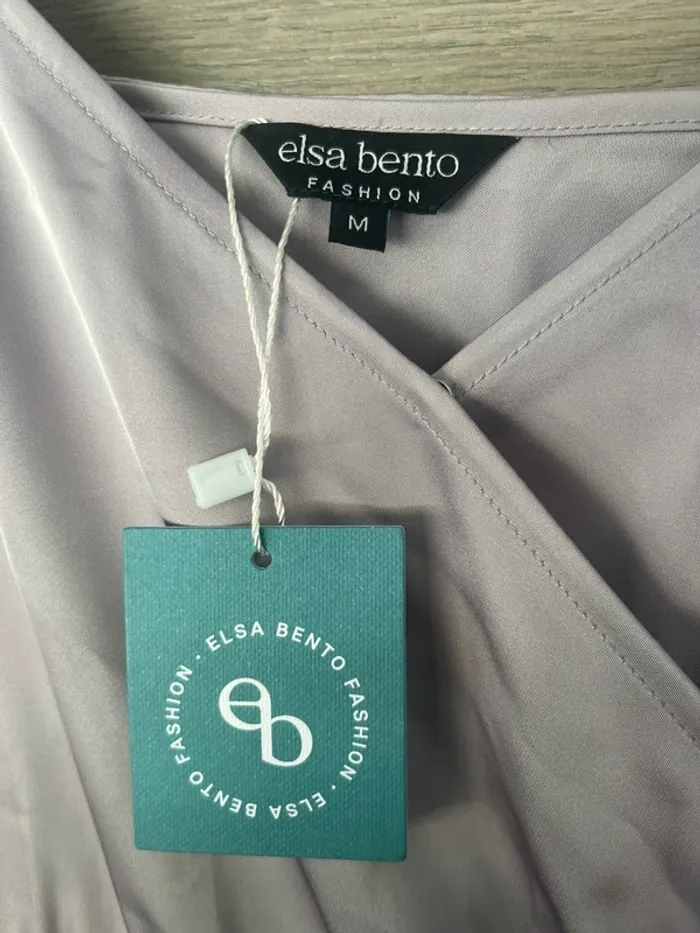 elsa bento
FASHION
M
ELSA BENTO FASHION · ELSA BENTO FASHION ·
eb